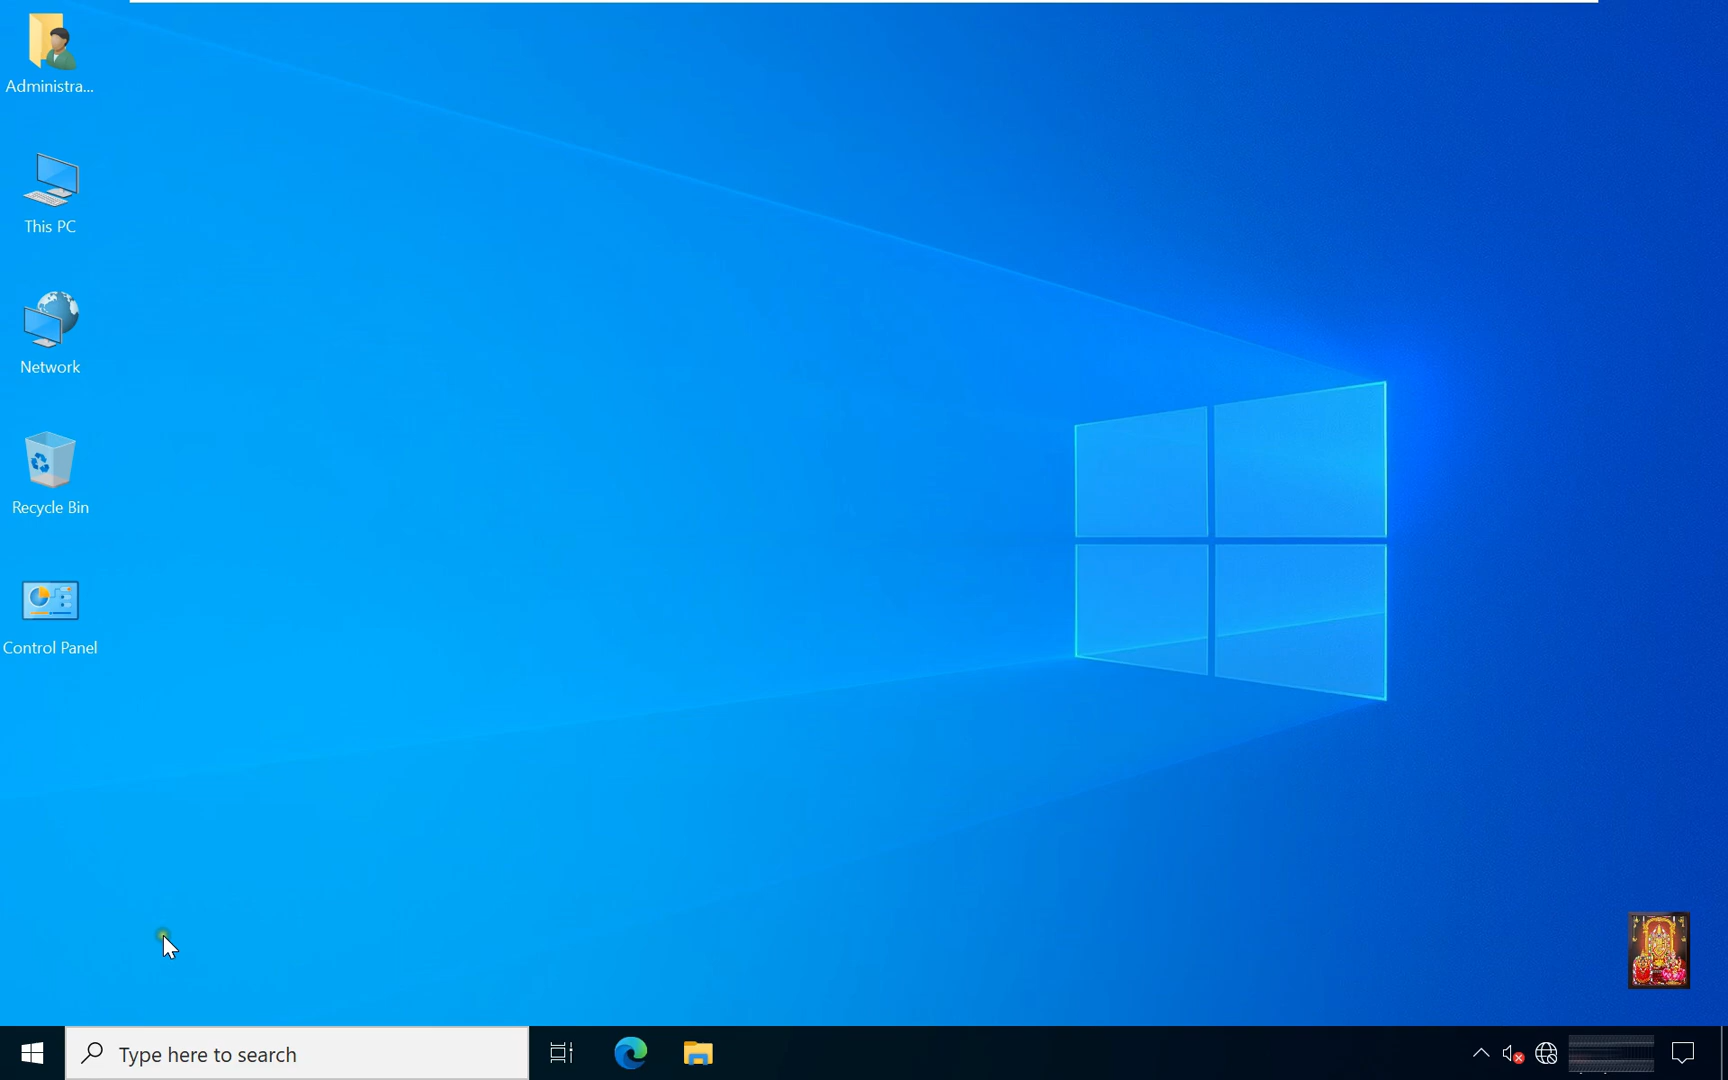 Administra...
This PC
Network
Recycle Bin
Control Panel
Type here to search